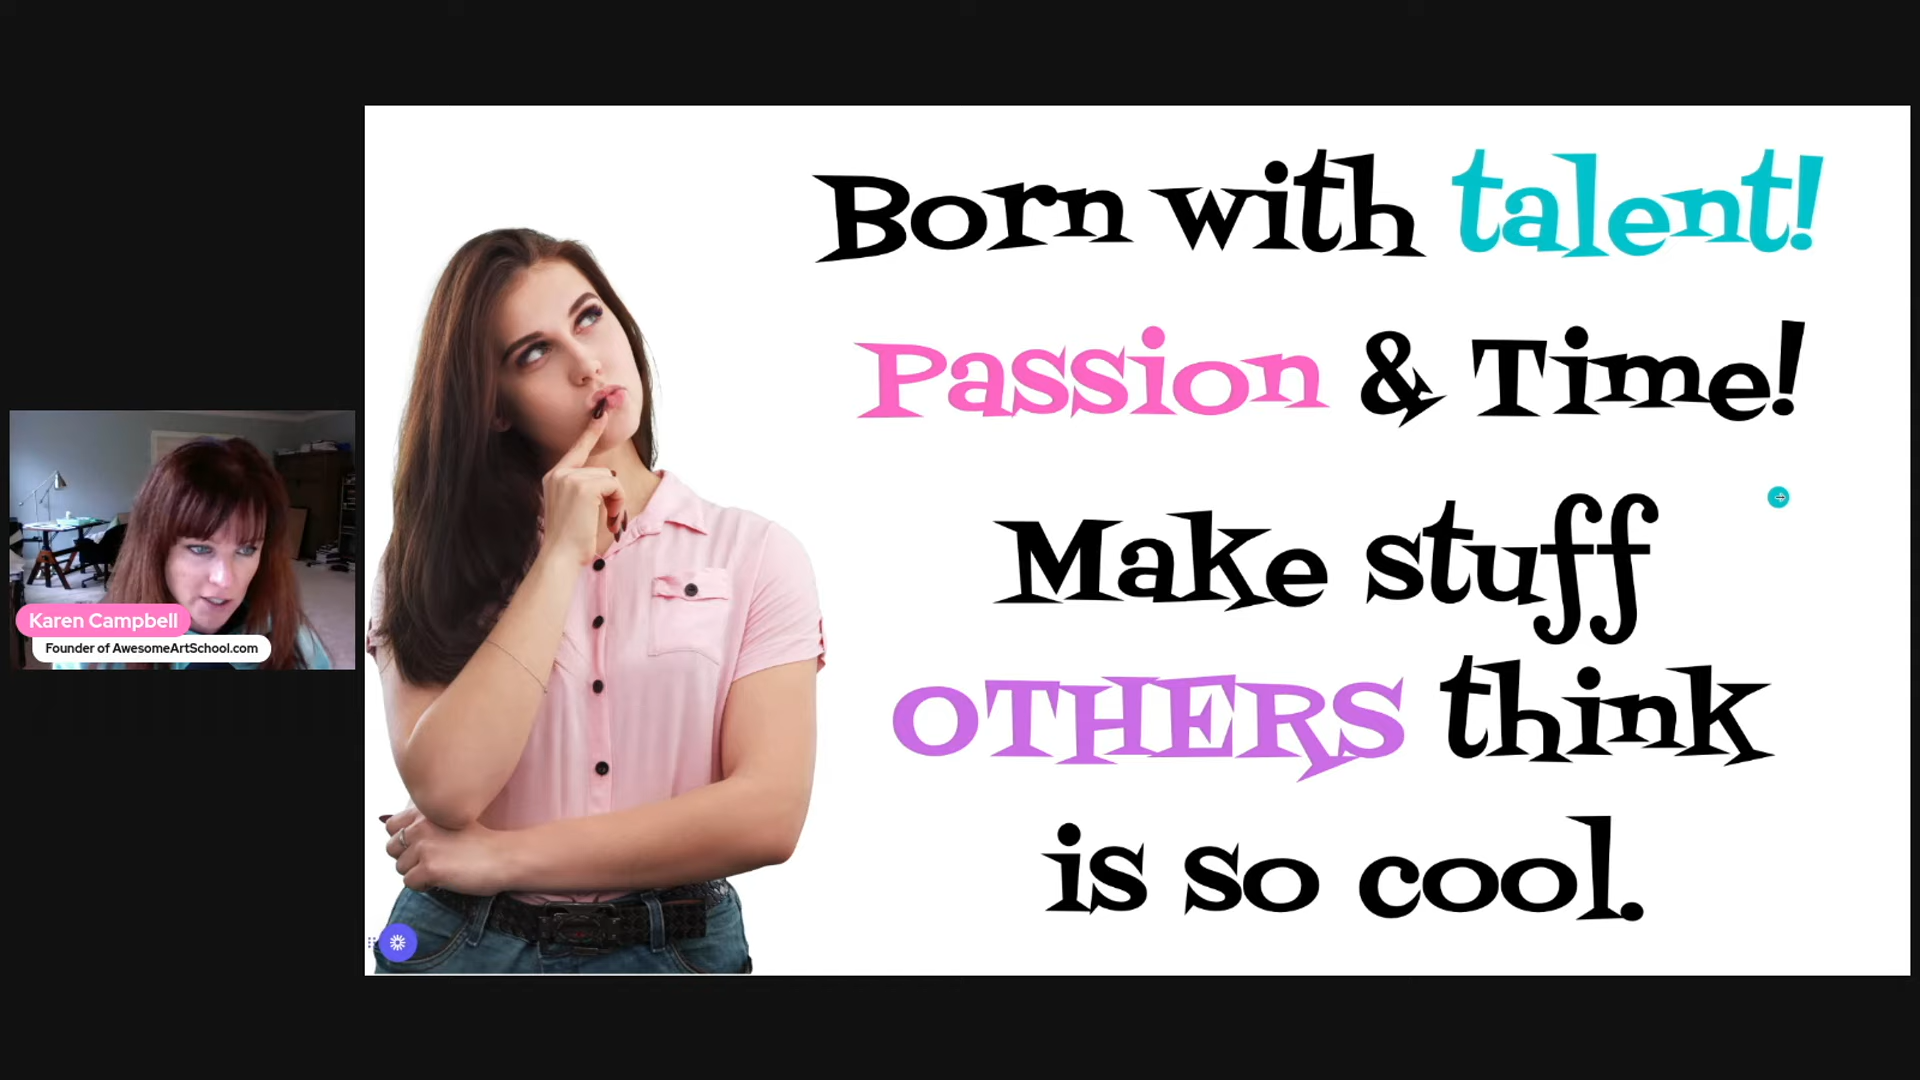 Born with talent!
Passion & Time!
Make stuff
OTHERS think
is so cool.
Karen Campbell
Founder of AwesomeArtSchool.com